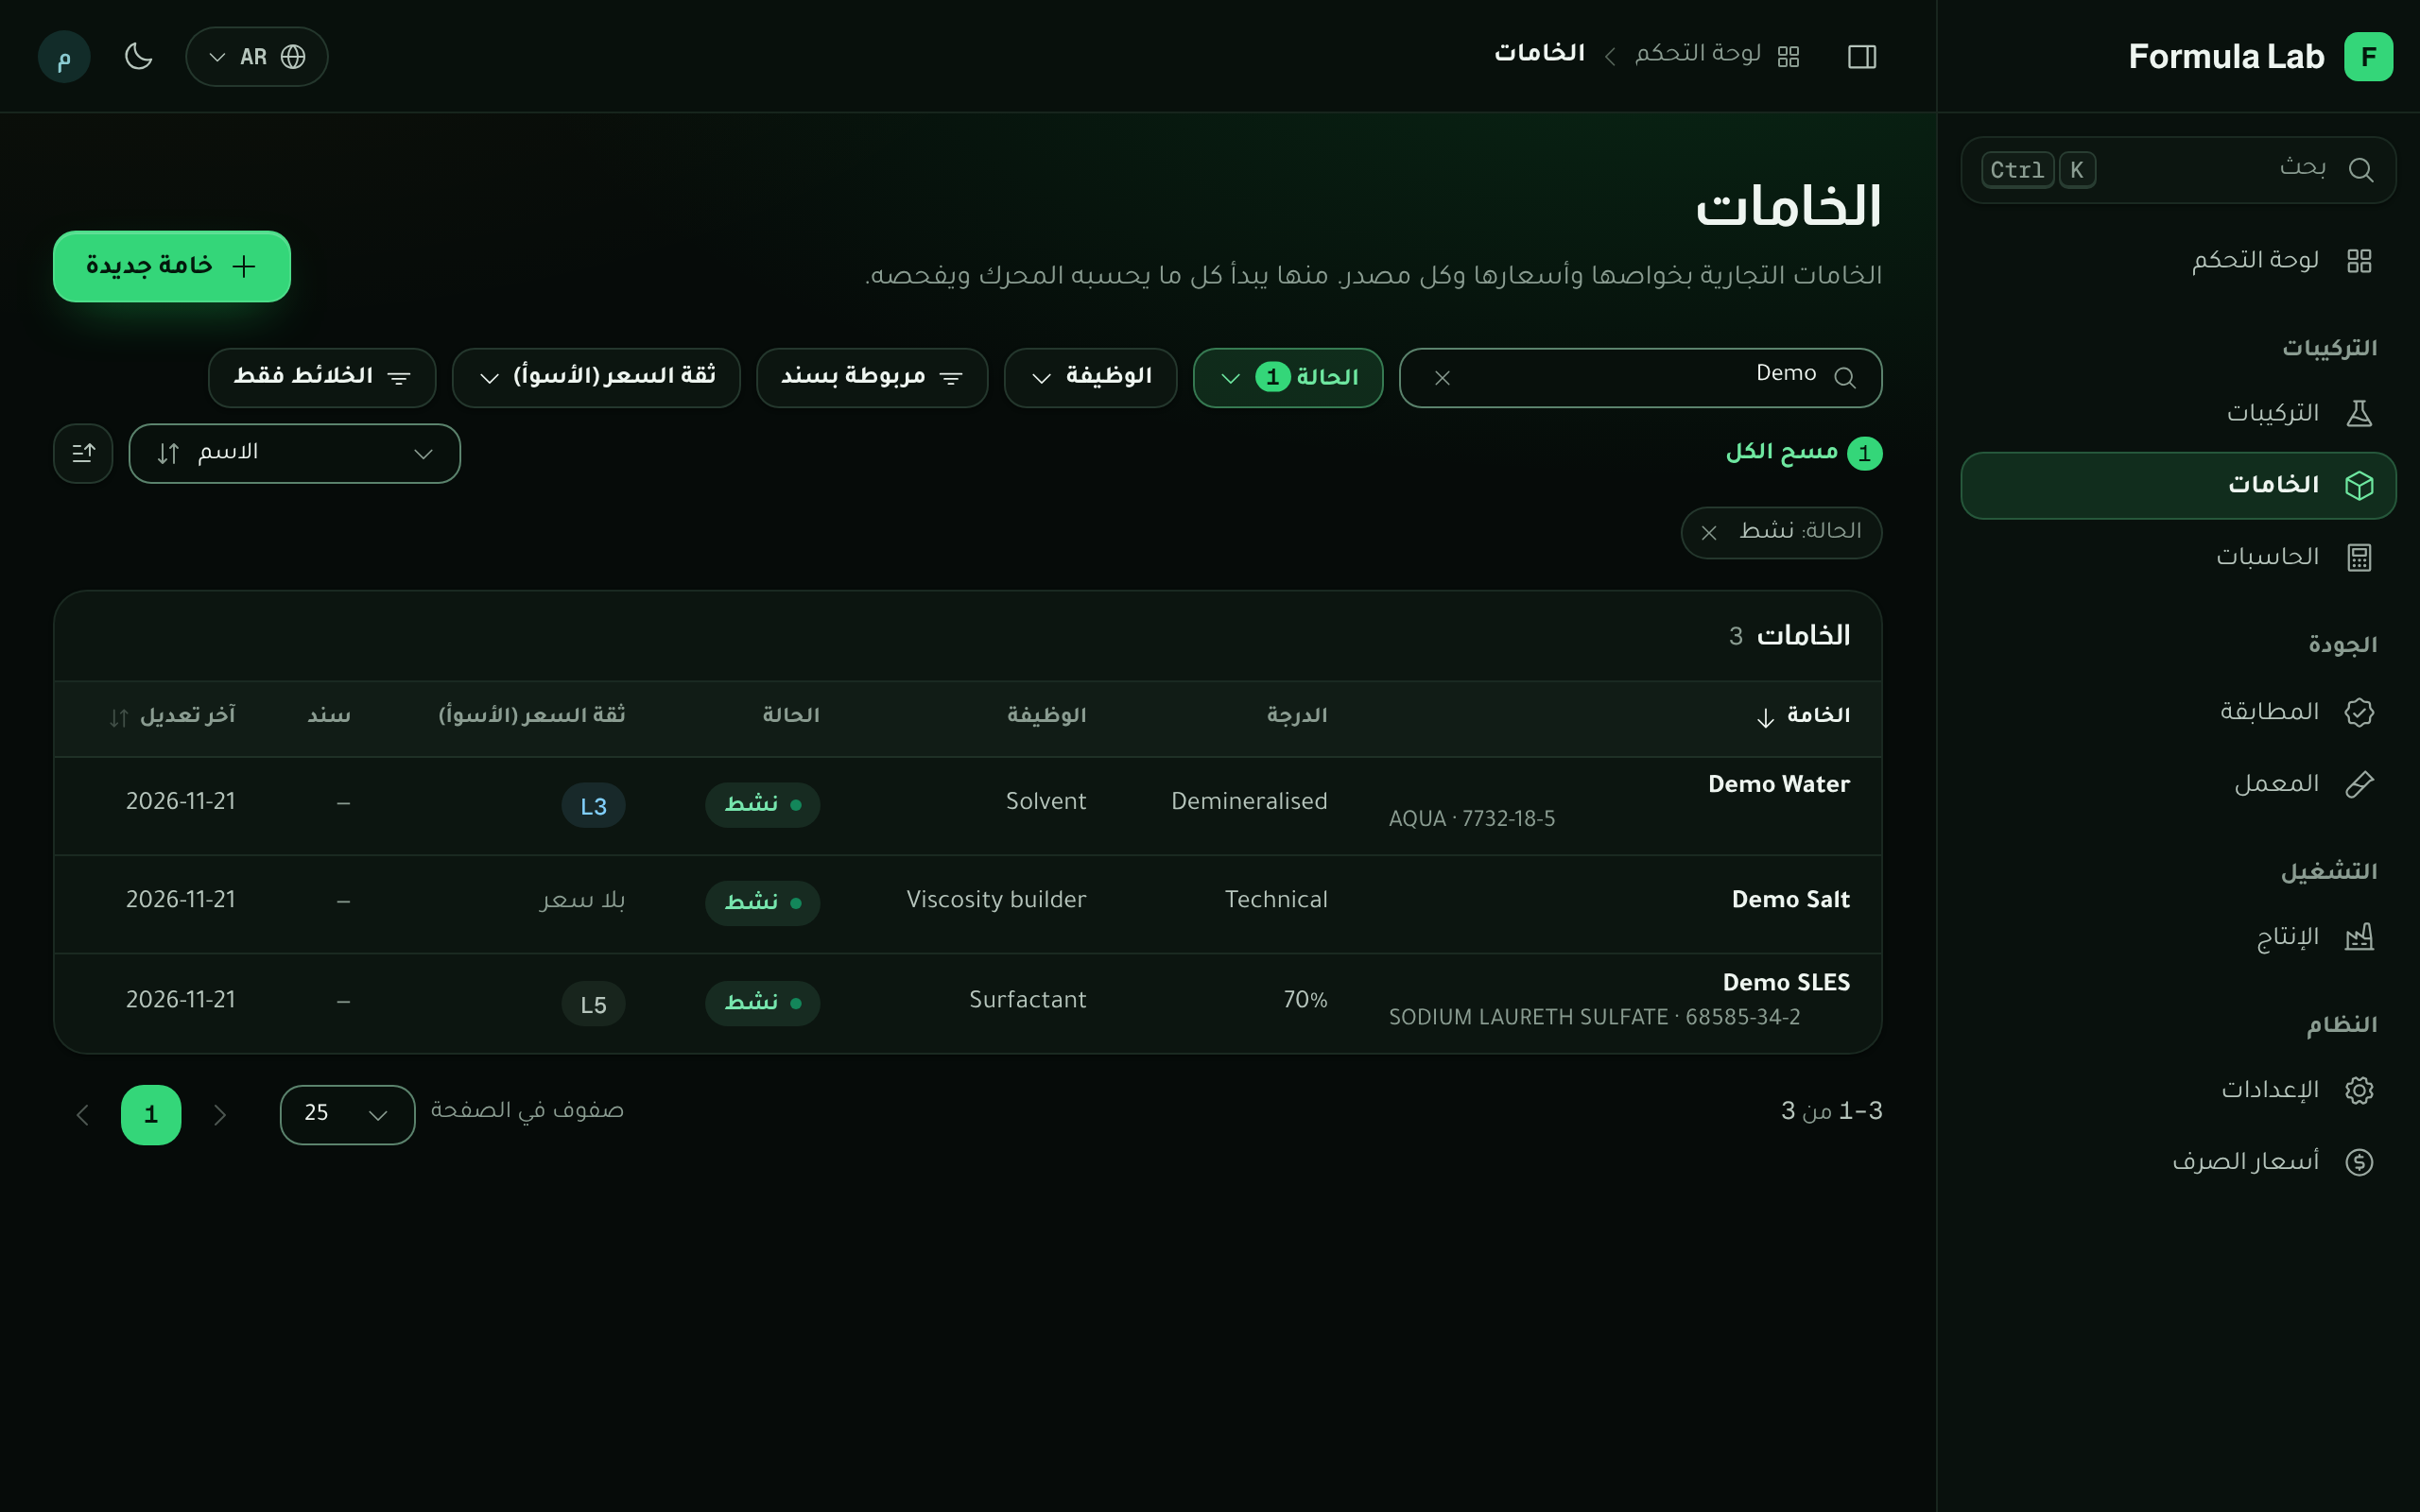 F Formula Lab
بحث Ctrl K
لوحة التحكم
التركيبات
التركيبات
الخامات
الحاسبات
الجودة
المطابقة
المعمل
التشغيل
الإنتاج
النظام
الإعدادات
أسعار الصرف
لوحة التحكم الخامات
AR م
الخامات
الخامات التجارية بخواصها وأسعارها وكل مصدر. منها يبدأ كل ما يحسبه المحرك ويفحصه.
خامة جديدة
Demo الحالة 1 الوظيفة مربوطة بسند ثقة السعر (الأسوأ) الخلائط فقط
1 مسح الكل الاسم
الحالة: نشط
الخامات 3
الخامة الدرجة الوظيفة الحالة ثقة السعر (الأسوأ) سند آخر تعديل
Demo Water Demineralised Solvent نشط L3 – 2026-11-21
AQUA · 7732-18-5
Demo Salt Technical Viscosity builder نشط بلا سعر – 2026-11-21
Demo SLES 70% Surfactant نشط L5 – 2026-11-21
SODIUM LAURETH SULFATE · 68585-34-2
1–3 من 3 صفوف في الصفحة 25 1